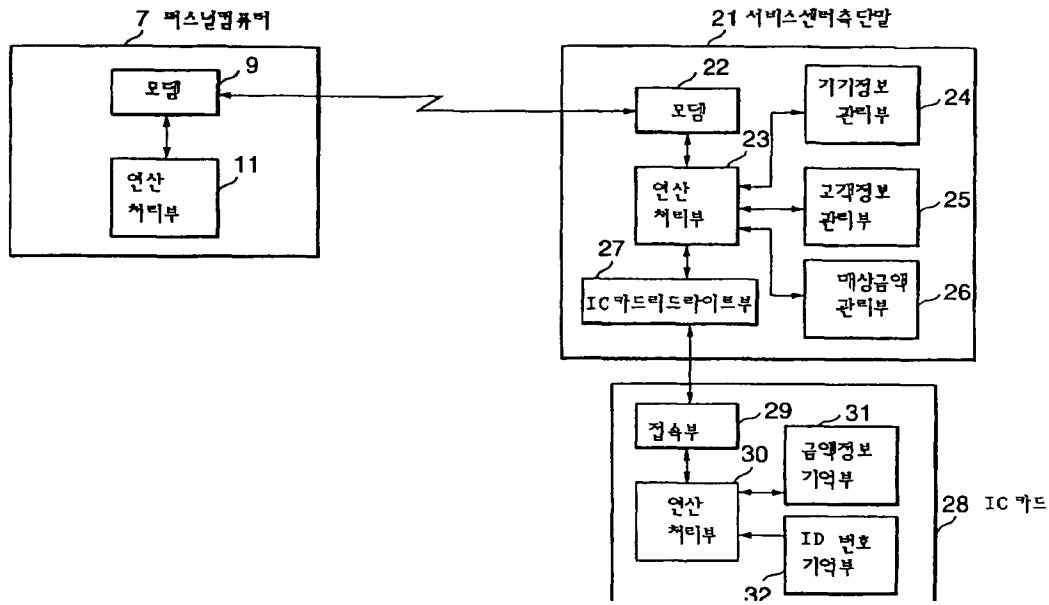 7 퍼스널컴퓨터
9
모뎀
연산
처리부
11
21 서비스센터측단말
22
모뎀
23
연산
처리부
27
IC카드리드라이트부
기기정보
관리부
24
고객정보
관리부
25
매상금액
관리부
26
29
접속부
30
연산
처리부
31
금액정보
기억부
ID 번호
기억부
32
28 IC 카드